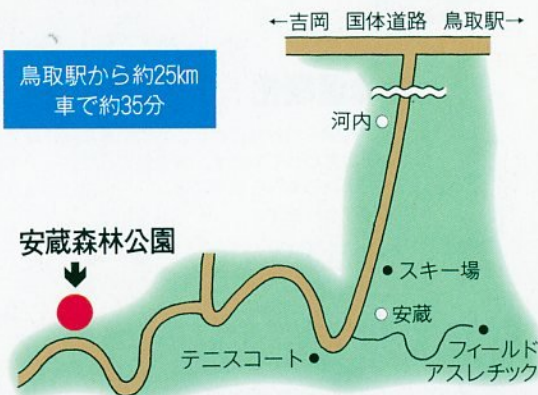 ←吉岡 国体道路 鳥取駅→
鳥取駅から約25km
車で約35分
河内
安蔵森林公園
スキー場
安蔵
テニスコート
フィールド
アスレチック